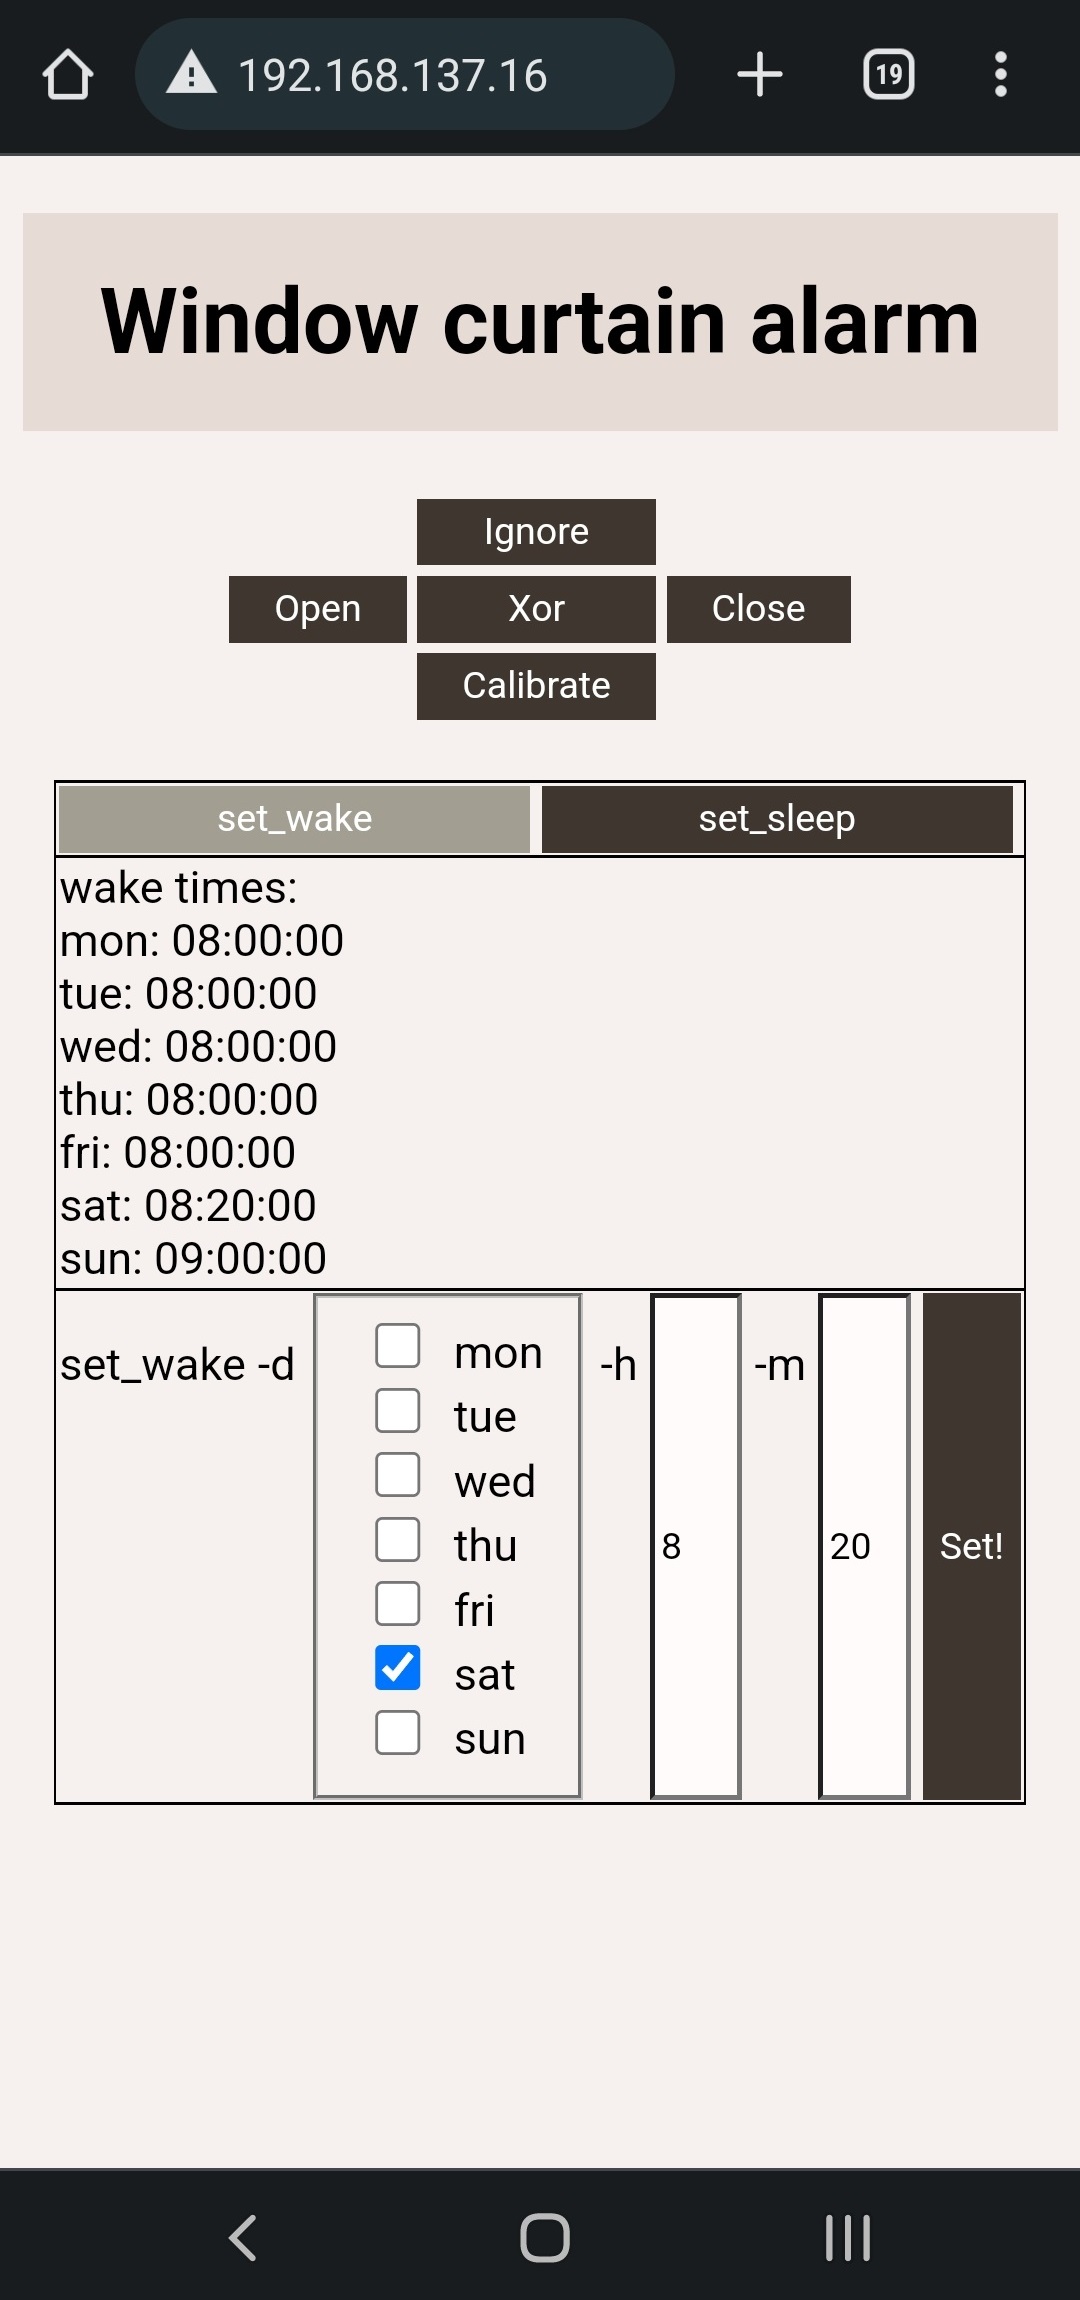 192.168.137.16
19
Window curtain alarm
Ignore
Open Xor Close
Calibrate
set_wake set_sleep
wake times:
mon: 08:00:00
tue: 08:00:00
wed: 08:00:00
thu: 08:00:00
fri: 08:00:00
sat: 08:20:00
sun: 09:00:00
set_wake -d
mon
tue
wed
thu
fri
sat
sun
-h
8
-m
20
Set!